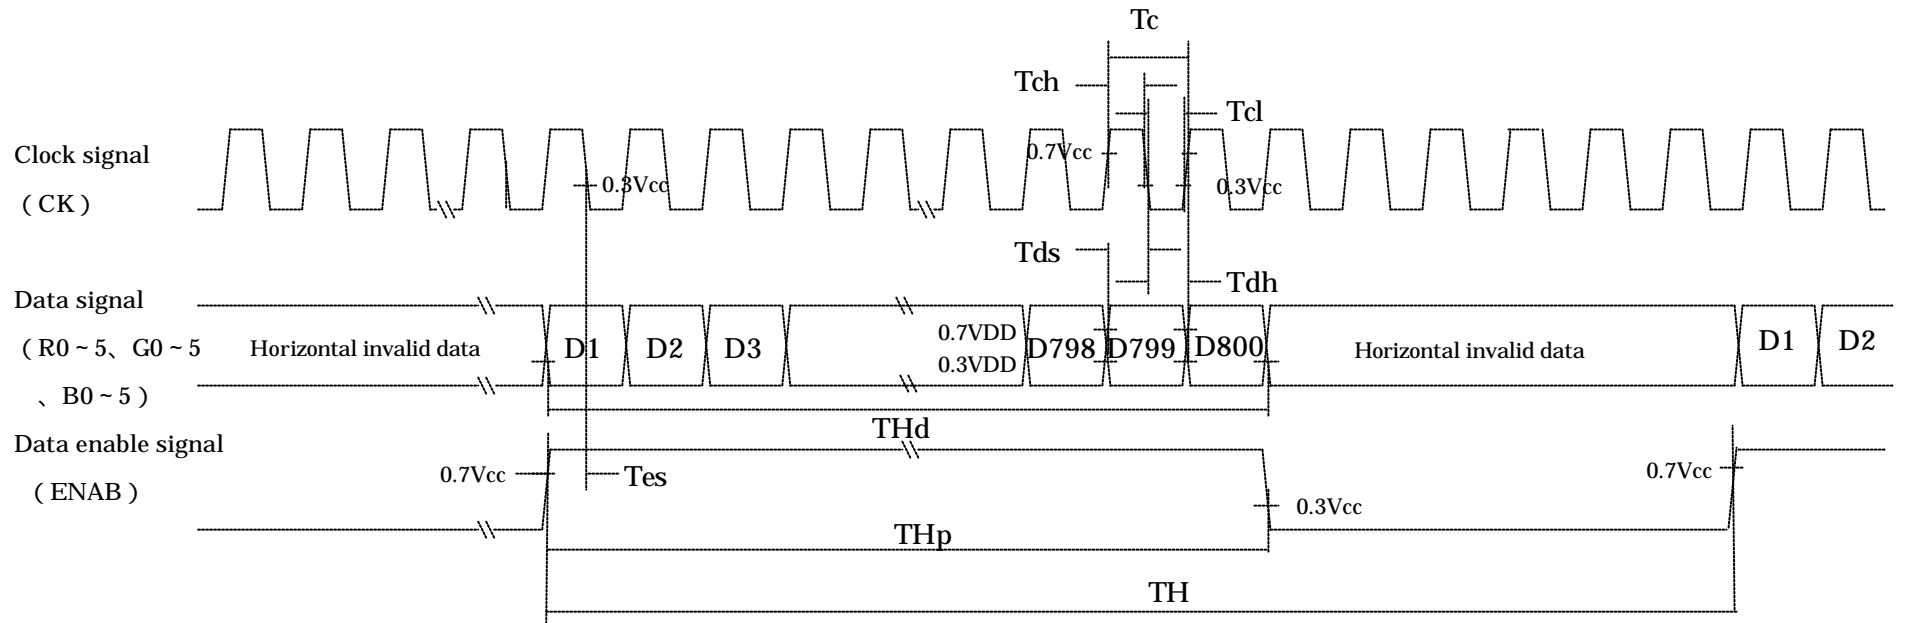 Tc
Tch
Tcl
Clock signal
0.7Vcc
( CK )
0.3Vcc
0.3Vcc
Tds
Tdh
Data signal
( R0 ~ 5、G0 ~ 5
、B0 ~ 5 )
Horizontal invalid data
D1
D2
D3
0.7VDD
0.3VDD
D798
D799
D800
Horizontal invalid data
D1
D2
THd
Data enable signal
( ENAB )
0.7Vcc
Tes
0.7Vcc
0.3Vcc
THp
TH